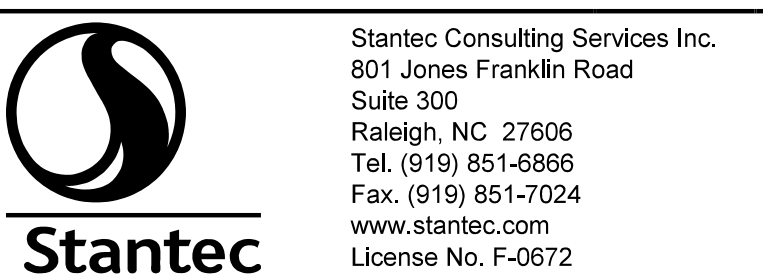 Stantec
Stantec Consulting Services Inc.
801 Jones Franklin Road
Suite 300
Raleigh, NC  27606
Tel. (919) 851-6866
Fax. (919) 851-7024
www.stantec.com
License No. F-0672